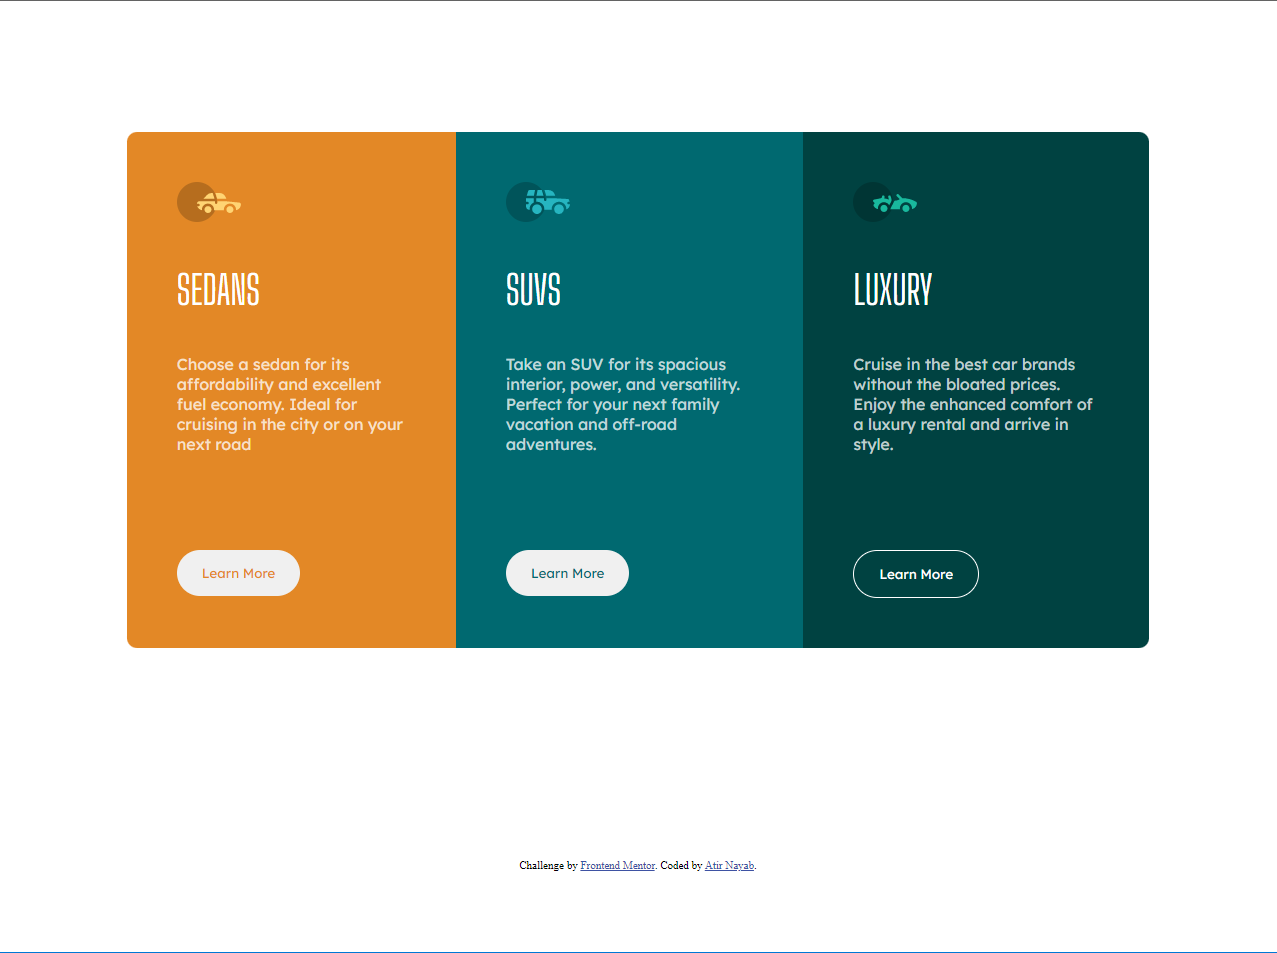 SEDANS
Choose a sedan for its
affordability and excellent
fuel economy. Ideal for
cruising in the city or on your
next road
Learn More
SUVS
Take an SUV for its spacious
interior, power, and versatility.
Perfect for your next family
vacation and off-road
adventures.
Learn More
LUXURY
Cruise in the best car brands
without the bloated prices.
Enjoy the enhanced comfort of
a luxury rental and arrive in
style.
Learn More
Challenge by Frontend Mentor. Coded by Atir Nayab.